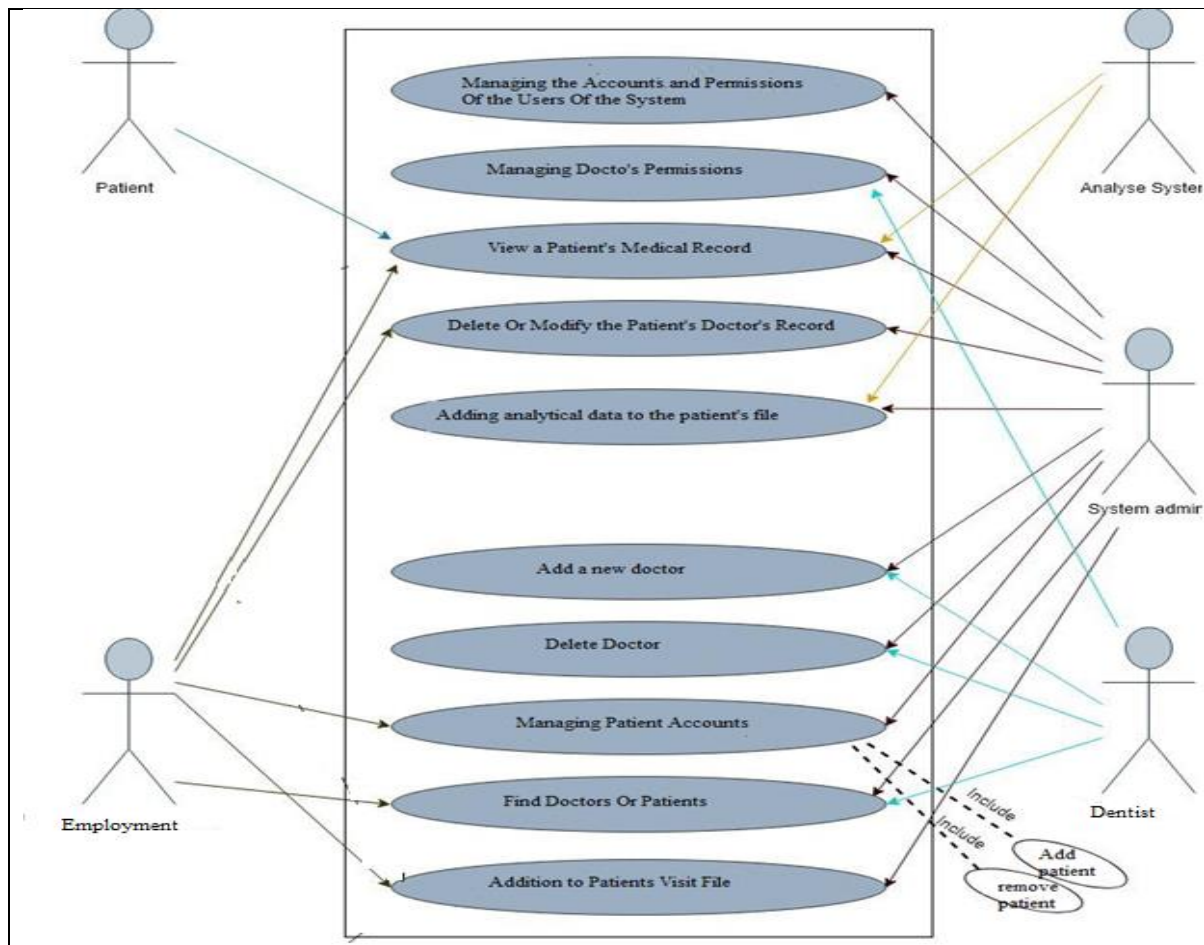 Patient
Managing the Accounts and Permissions
Of the Users Of the System
Managing Docto's Permissions
View a Patient's Medical Record
Delete Or Modify the Patient's Doctor's Record
Adding analytical data to the patient's file
Add a new doctor
Delete Doctor
Managing Patient Accounts
Find Doctors Or Patients
Addition to Patients Visit File
Employment
Analyse Syster
System admir
Dentist
Include
Include
Add
patient
remove
patient